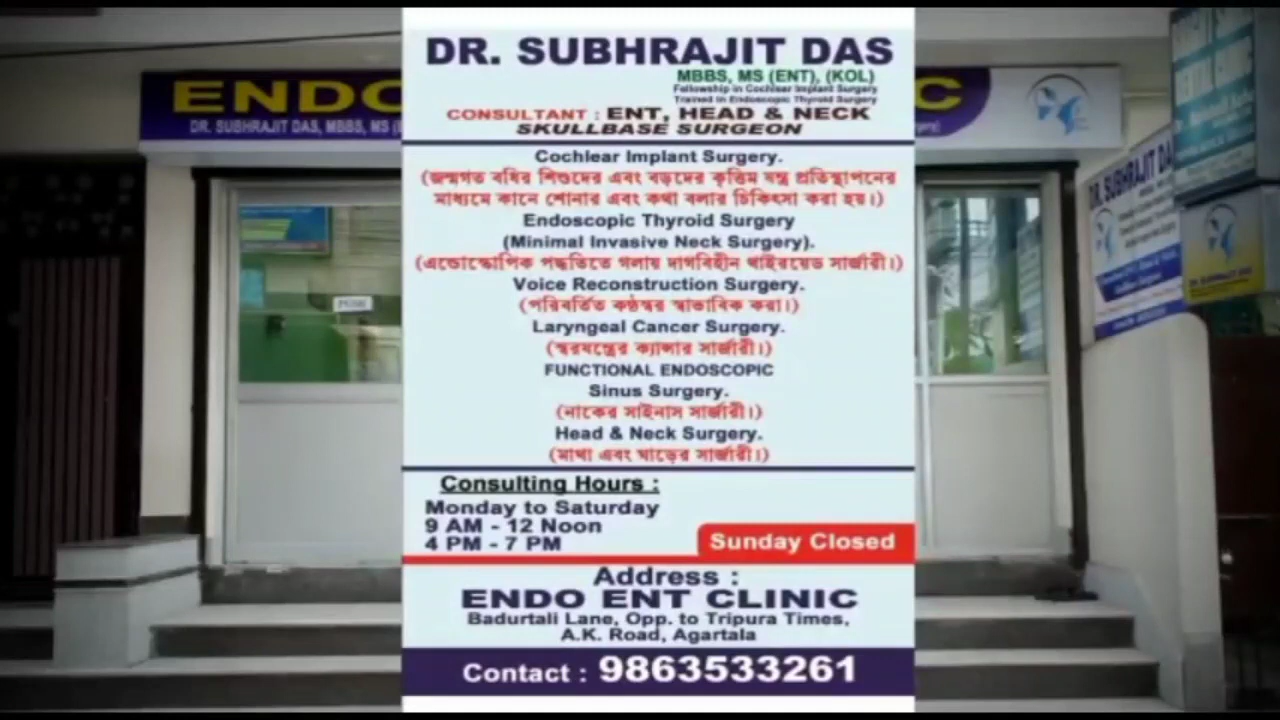 DR. SUBHRAJIT DAS
MBBS, MS (ENT), (KOL)
Fellowship in Cochlear Implant Surgery
Trained in Endoscopic Thyroid Surgery
CONSULTANT : ENT, HEAD & NECK
SKULLBASE SURGEON
Cochlear Implant Surgery.
(জন্মগত বধির শিশুদের এবং বড়দের কৃত্তিম যন্ত্র প্রতিস্থাপনের
মাধ্যমে কানে শোনার এবং কথা বলার চিকিৎসা করা হয়।)
Endoscopic Thyroid Surgery
(Minimal Invasive Neck Surgery).
(এন্ডোস্কোপিক পদ্ধতিতে গলায় দাগবিহীন থাইরয়েড সার্জারী।)
Voice Reconstruction Surgery.
(পরিবর্তিত কণ্ঠস্বর স্বাভাবিক করা।)
Laryngeal Cancer Surgery.
(স্বরযন্ত্রের ক্যান্সার সার্জারী।)
FUNCTIONAL ENDOSCOPIC
Sinus Surgery.
(নাকের সাইনাস সার্জারী।)
Head & Neck Surgery.
(মাথা এবং ঘাড়ের সার্জারী।)
Consulting Hours :
Monday to Saturday
9 AM - 12 Noon
4 PM - 7 PM
Sunday Closed
Address :
ENDO ENT CLINIC
Badurtali Lane, Opp. to Tripura Times,
A.K. Road, Agartala
Contact : 9863533261
ENDO
C
DR. SUBHRAJIT DAS, MBBS, MS
PUSH
DR. SUBHRAJIT DA
DR. SUBHRAJIT DAS